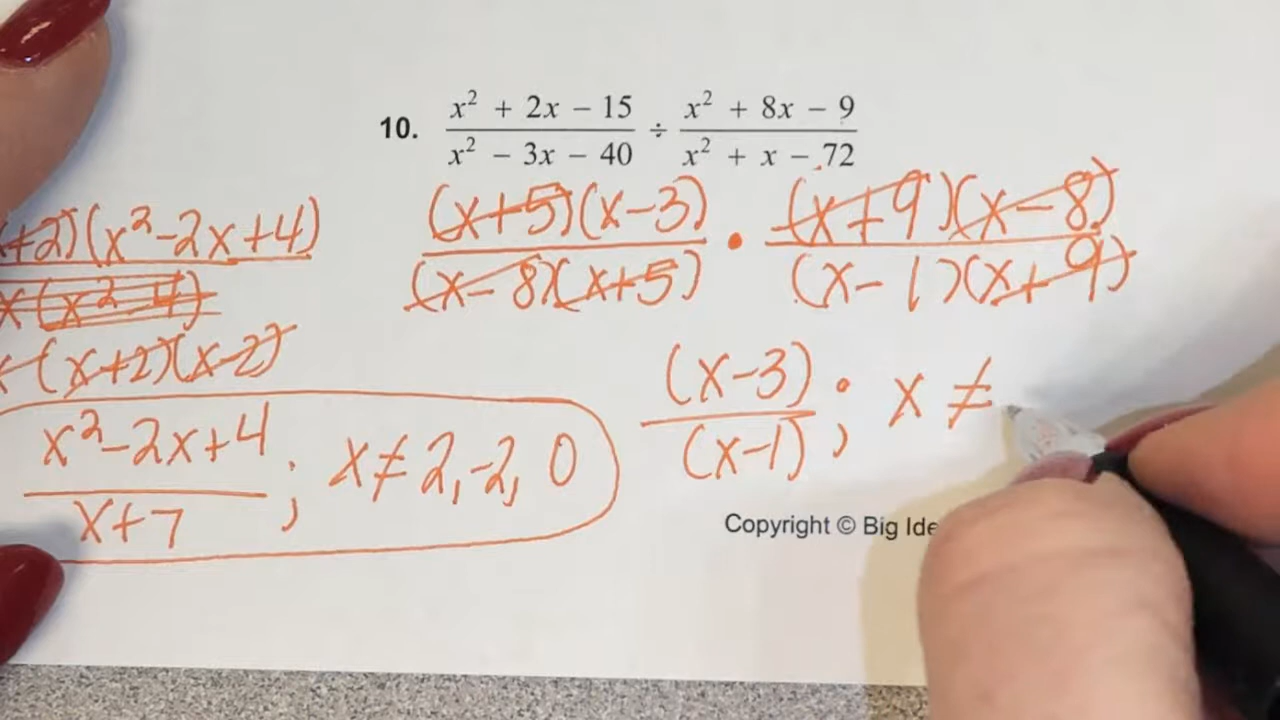 10. x² + 2x − 15 / x² − 3x − 40 ÷ x² + 8x − 9 / x² + x − 72
(x+5)(x-3) / (x-8)(x+5) • (x+9)(x-8) / (x-1)(x+9)
+2)(x²-2x+4)
x(x²-4)
(x+2)(x-2)
(x-3) / (x-1) ; x ≠
x²-2x+4 / x+7 ; x≠2,-2, 0
Copyright © Big Ide